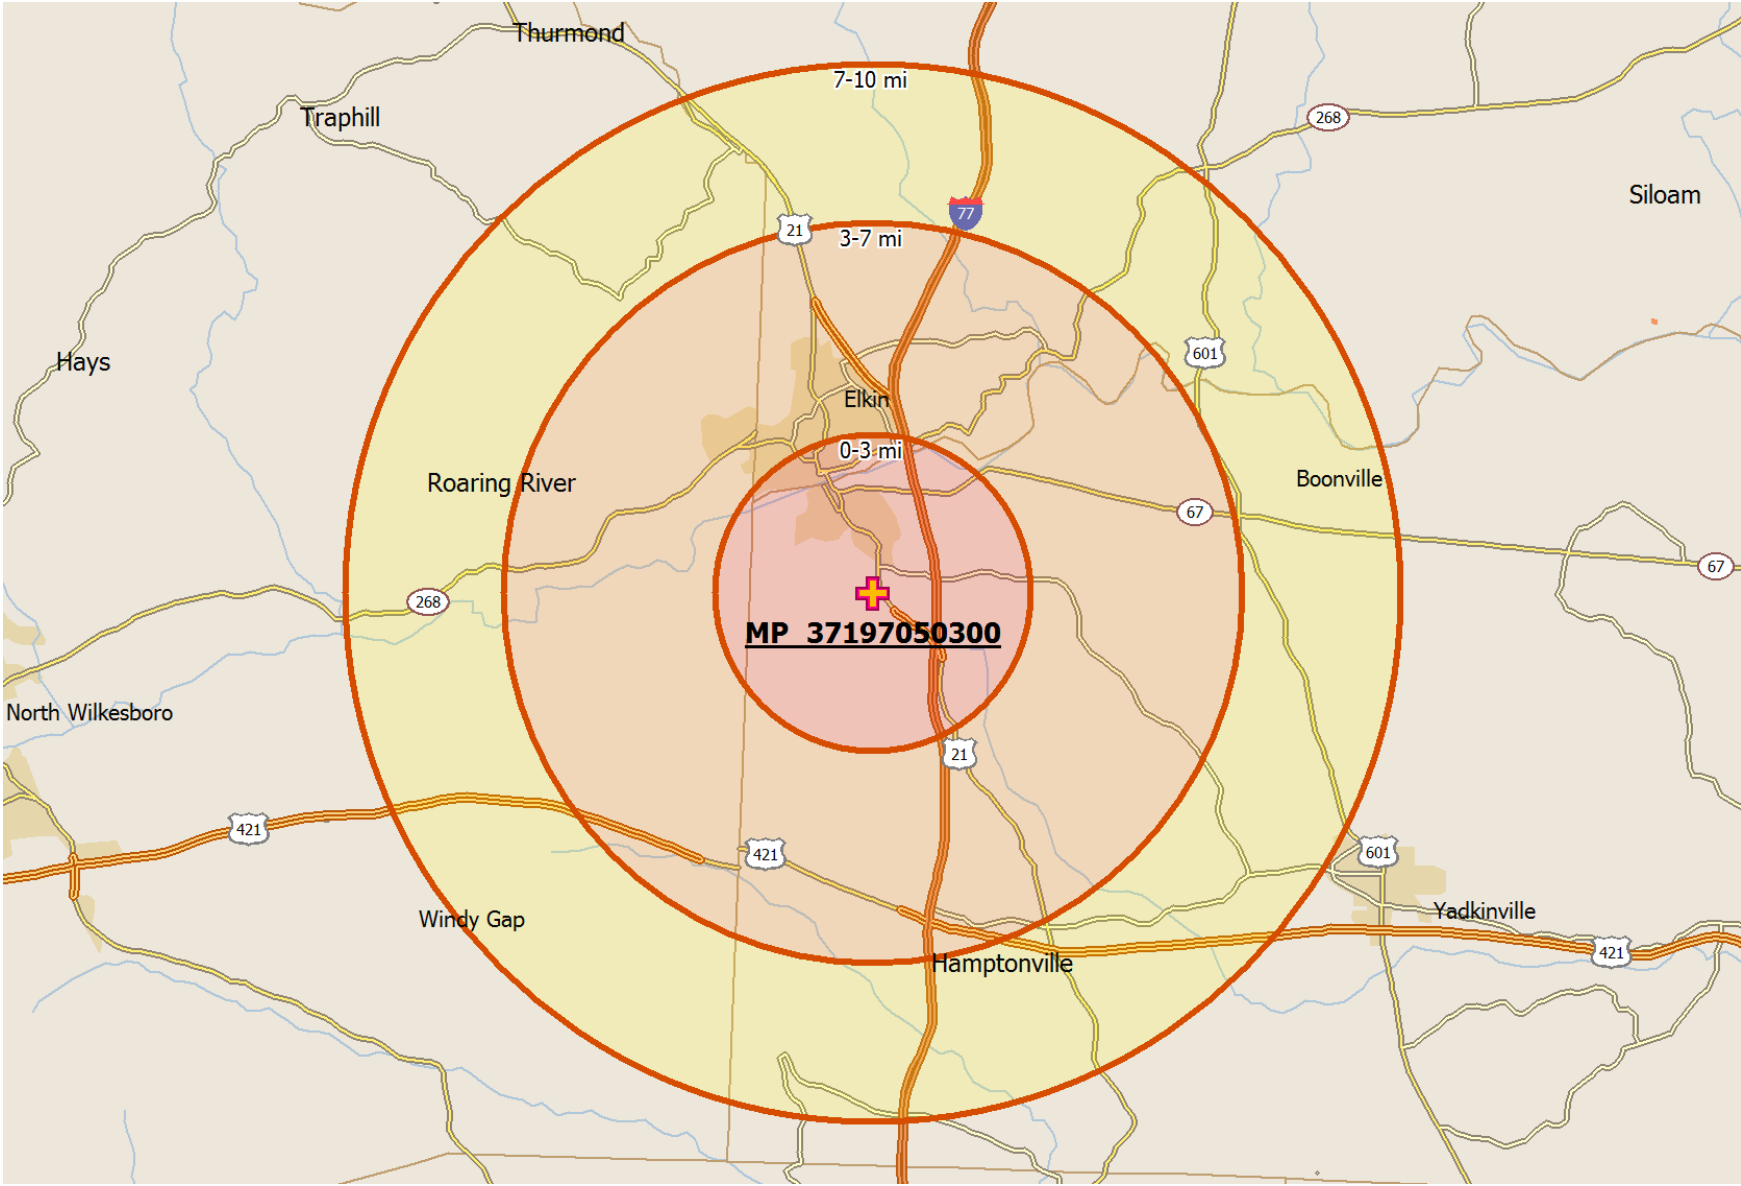 Thurmond
7-10 mi
Traphill
268
Siloam
77
21
3-7 mi
601
Hays
Elkin
0-3 mi
Roaring River
Boonville
67
67
268
MP 37197050300
North Wilkesboro
21
421
421
601
Windy Gap
Yadkinville
421
Hamptonville